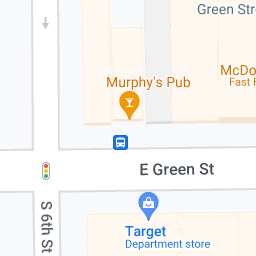 Green Stre
Murphy's Pub
McDo
Fast F
E Green St
S 6th St
Target
Department store